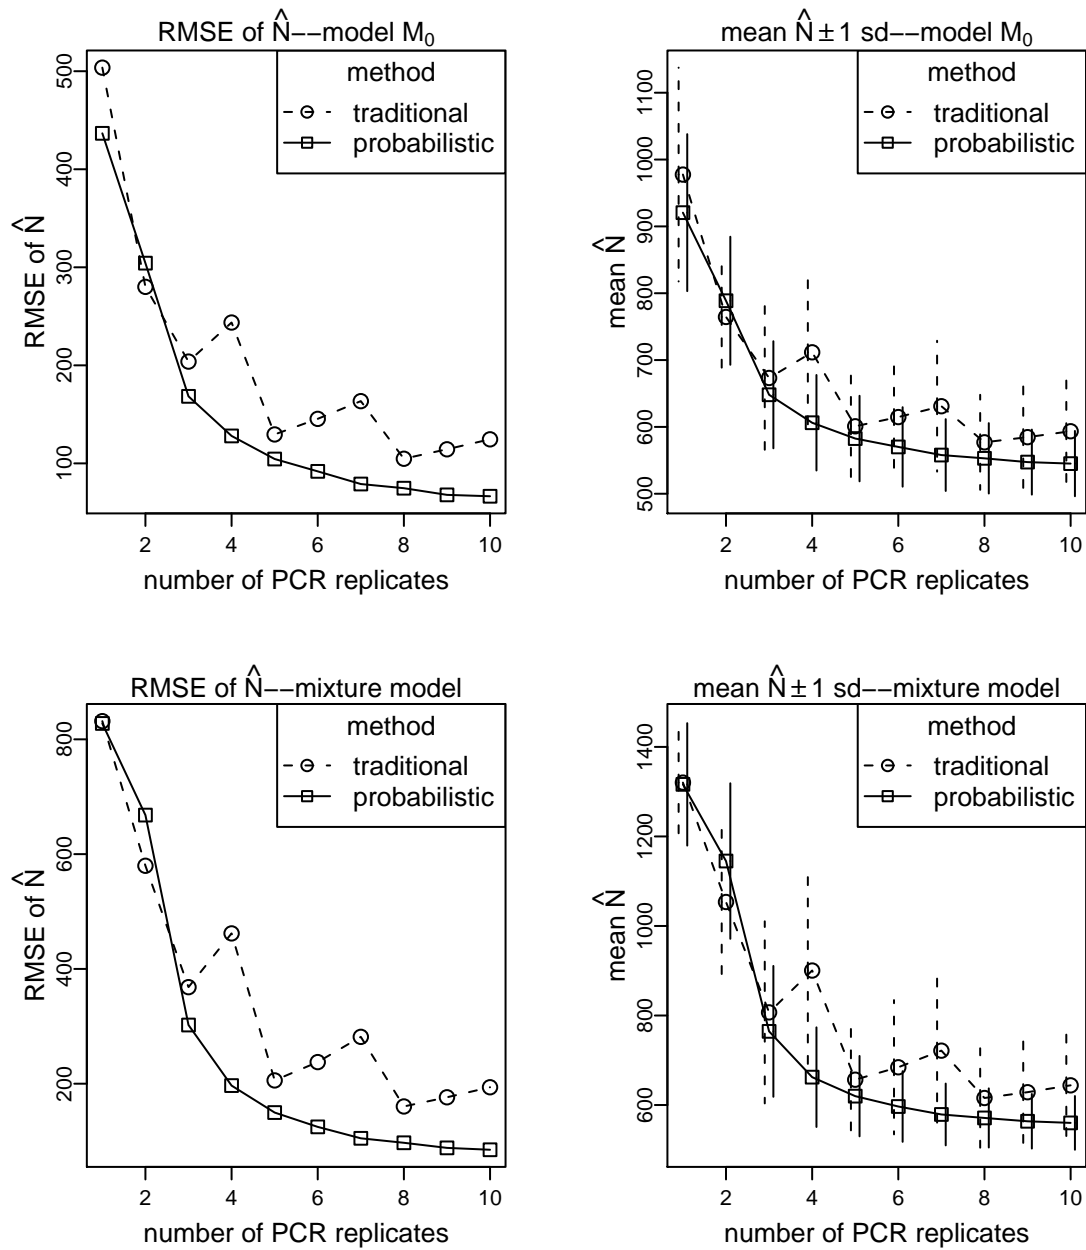 RMSE of N̂−−model M₀
method
traditional
probabilistic
RMSE of N̂
500
400
300
200
100
2 4 6 8 10
number of PCR replicates
mean N̂ ± 1 sd−−model M₀
method
traditional
probabilistic
mean N̂
1100
1000
900
800
700
600
500
2 4 6 8 10
number of PCR replicates
RMSE of N̂−−mixture model
method
traditional
probabilistic
RMSE of N̂
800
600
400
200
2 4 6 8 10
number of PCR replicates
mean N̂ ± 1 sd−−mixture model
method
traditional
probabilistic
mean N̂
1400
1200
1000
800
600
2 4 6 8 10
number of PCR replicates